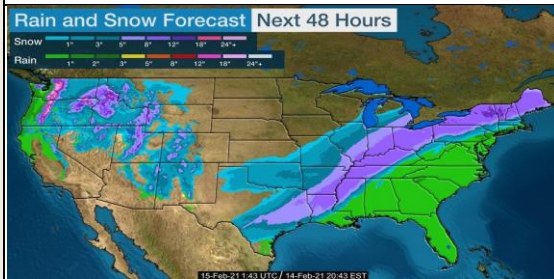 Rain and Snow Forecast Next 48 Hours
Snow
1" 3" 5" 8" 12" 18" 24"+
Rain
1" 2" 3" 5" 8" 12" 18" 24"+
15-Feb-21 1:43 UTC / 14-Feb-21 20:43 EST